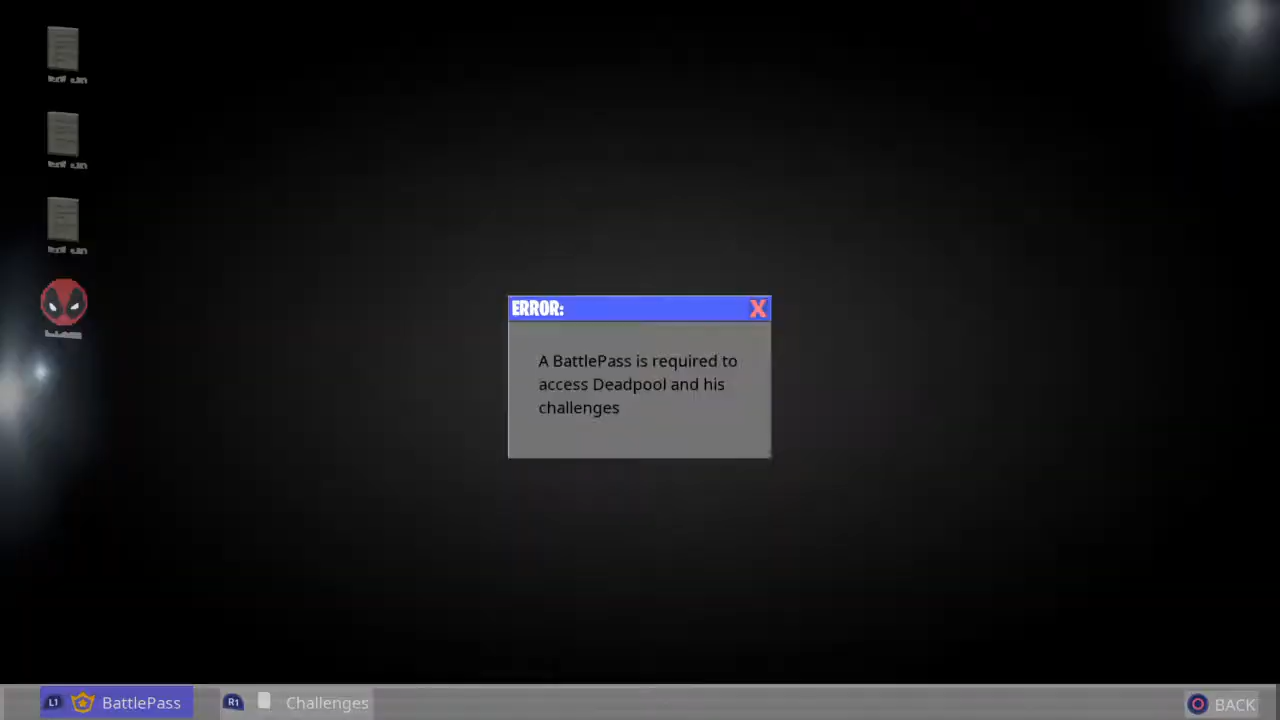 ERROR:
X
A BattlePass is required to
access Deadpool and his
challenges
L1 BattlePass
R1 Challenges
BACK